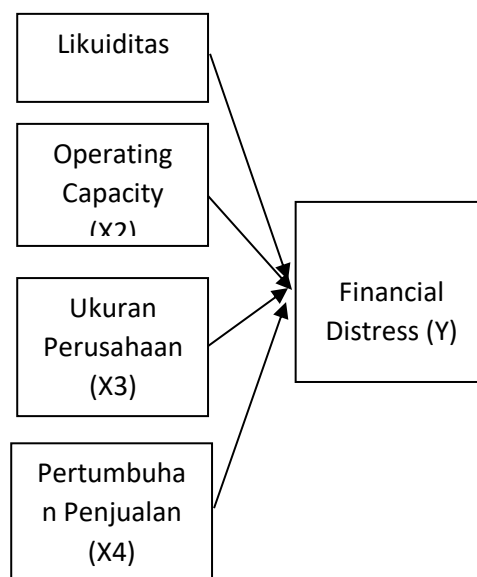 Likuiditas
Operating
Capacity
(X2)
Ukuran
Perusahaan
(X3)
Pertumbuha
n Penjualan
(X4)
Financial
Distress (Y)